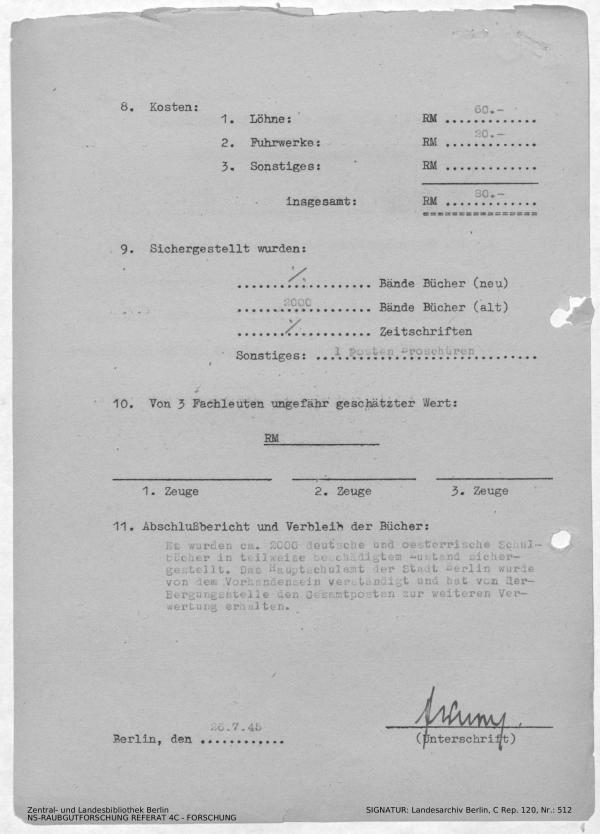 8. Kosten:
1. Löhne: RM 60.-
2. Fuhrwerke: RM 20.-
3. Sonstiges: RM .............
insgesamt: RM 80.-
9. Sichergestellt wurden:
./. Bände Bücher (neu)
2000 Bände Bücher (alt)
./. Zeitschriften
Sonstiges: 1 Posten Broschüren
10. Von 3 Fachleuten ungefähr geschätzter Wert:
RM
1. Zeuge 2. Zeuge 3. Zeuge
11. Abschlußbericht und Verbleib der Bücher:
Es wurden ca. 2000 deutsche und oesterrische Schul-
bücher in teilweise beschädigtem Zustand sicher-
gestellt. Das Hauptschulamt der Stadt Berlin wurde
von dem Vorhandensein verständigt und hat von der
Bergungsstelle den Gesamtposten zur weiteren Ver-
wertung erhalten.
Berlin, den 26.7.45
(Unterschrift)
Zentral- und Landesbibliothek Berlin
NS-RAUBGUTFORSCHUNG REFERAT 4C - FORSCHUNG
SIGNATUR: Landesarchiv Berlin, C Rep. 120, Nr.: 512